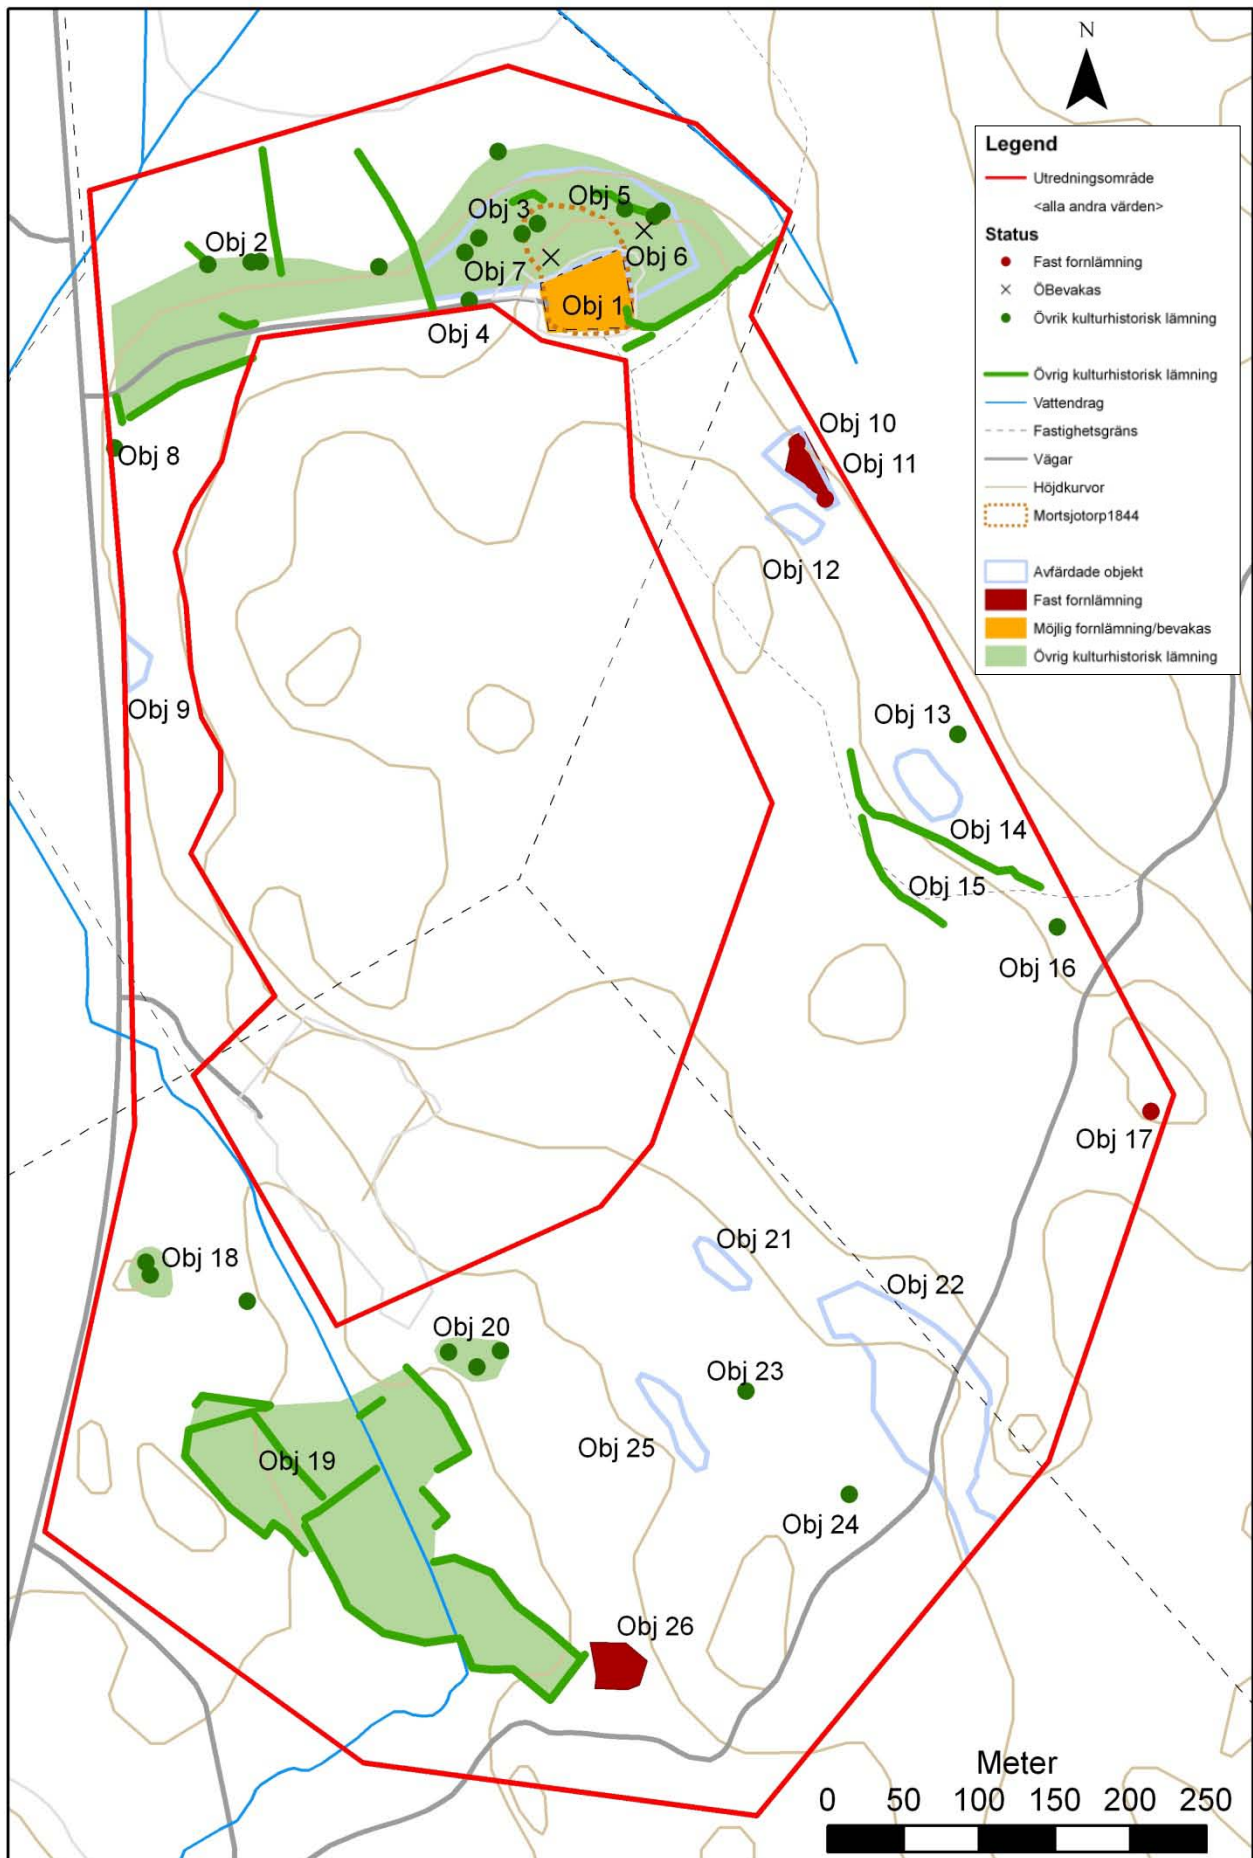 N
Legend
Utredningsområde
<alla andra värden>
Status
Fast fornlämning
ÖBevakas
Övrik kulturhistorisk lämning
Övrig kulturhistorisk lämning
Vattendrag
Fastighetsgräns
Vägar
Höjdkurvor
Mortsjotorp1844
Avfärdade objekt
Fast fornlämning
Möjlig fornlämning/bevakas
Övrig kulturhistorisk lämning
Obj 5
Obj 3
Obj 2
Obj 6
Obj 7
Obj 1
Obj 4
Obj 10
Obj 8
Obj 11
Obj 12
Obj 9
Obj 13
Obj 14
Obj 15
Obj 16
Obj 17
Obj 21
Obj 18
Obj 22
Obj 20
Obj 23
Obj 25
Obj 19
Obj 24
Obj 26
Meter
0 50 100 150 200 250